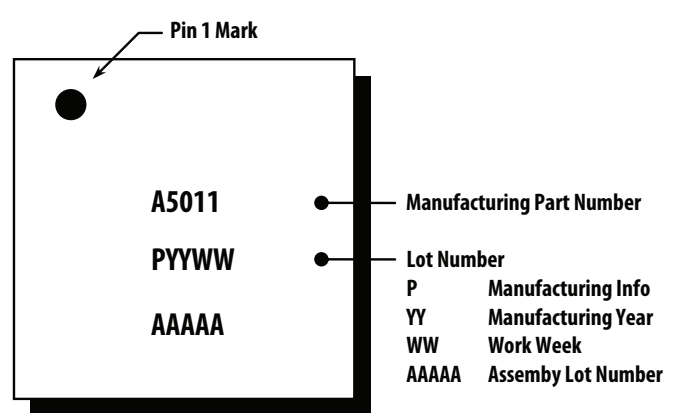 Pin 1 Mark
A5011
Manufacturing Part Number
PYYWW
Lot Number
P Manufacturing Info
YY Manufacturing Year
AAAAA
WW Work Week
AAAAA Assemby Lot Number